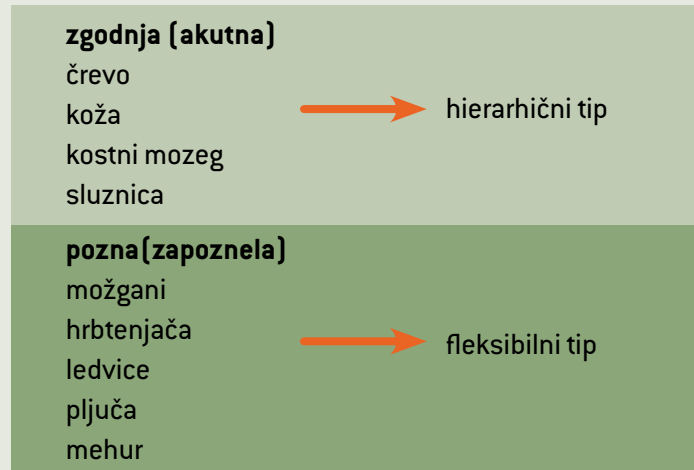 zgodnja (akutna)
črevo
koža
kostni mozeg
sluznica
hierarhični tip
pozna(zapoznela)
možgani
hrbtenjača
ledvice
pljuča
mehur
fleksibilni tip